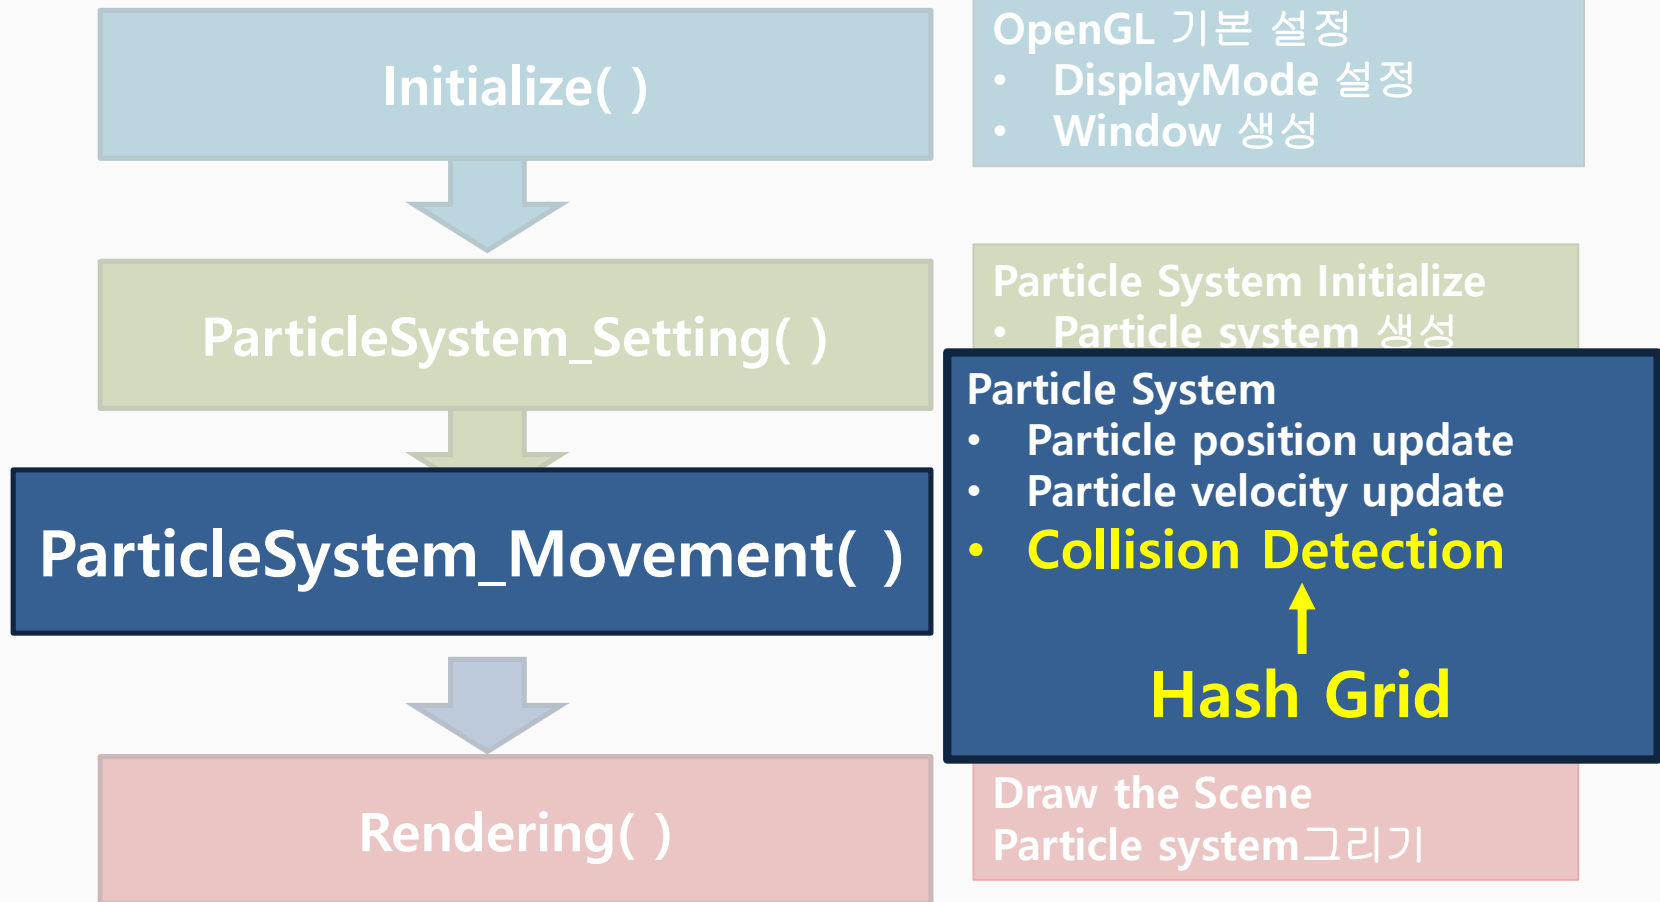 Initialize( )
OpenGL 기본 설정
• DisplayMode 설정
• Window 생성
ParticleSystem_Setting( )
Particle System Initialize
• Particle system 생성
ParticleSystem_Movement( )
Particle System
• Particle position update
• Particle velocity update
• Collision Detection
Hash Grid
Rendering( )
Draw the Scene
Particle system그리기